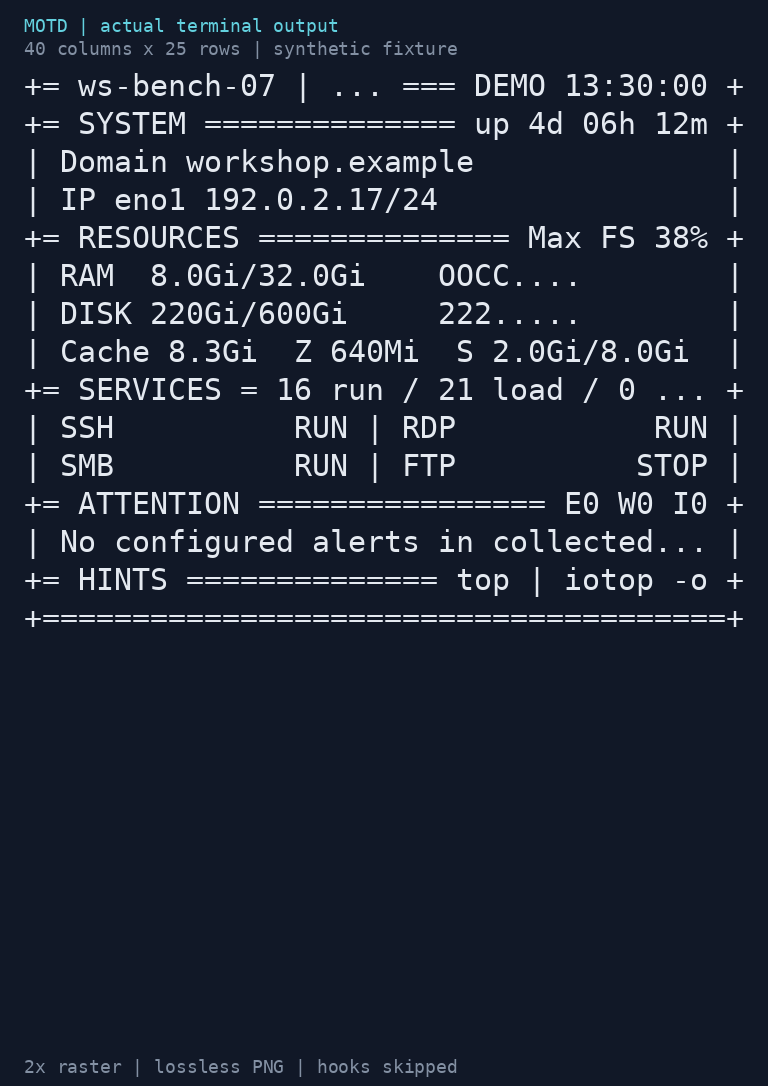 MOTD | actual terminal output
40 columns x 25 rows | synthetic fixture
+= ws-bench-07 | ... === DEMO 13:30:00 +
+= SYSTEM ============== up 4d 06h 12m +
| Domain workshop.example              |
| IP eno1 192.0.2.17/24                |
+= RESOURCES ============== Max FS 38% +
| RAM  8.0Gi/32.0Gi    OOCC....        |
| DISK 220Gi/600Gi     222.....        |
| Cache 8.3Gi  Z 640Mi  S 2.0Gi/8.0Gi  |
+= SERVICES = 16 run / 21 load / 0 ... +
| SSH          RUN | RDP           RUN |
| SMB          RUN | FTP          STOP |
+= ATTENTION ================ E0 W0 I0 +
| No configured alerts in collected... |
+= HINTS ============== top | iotop -o +
+======================================+
2x raster | lossless PNG | hooks skipped